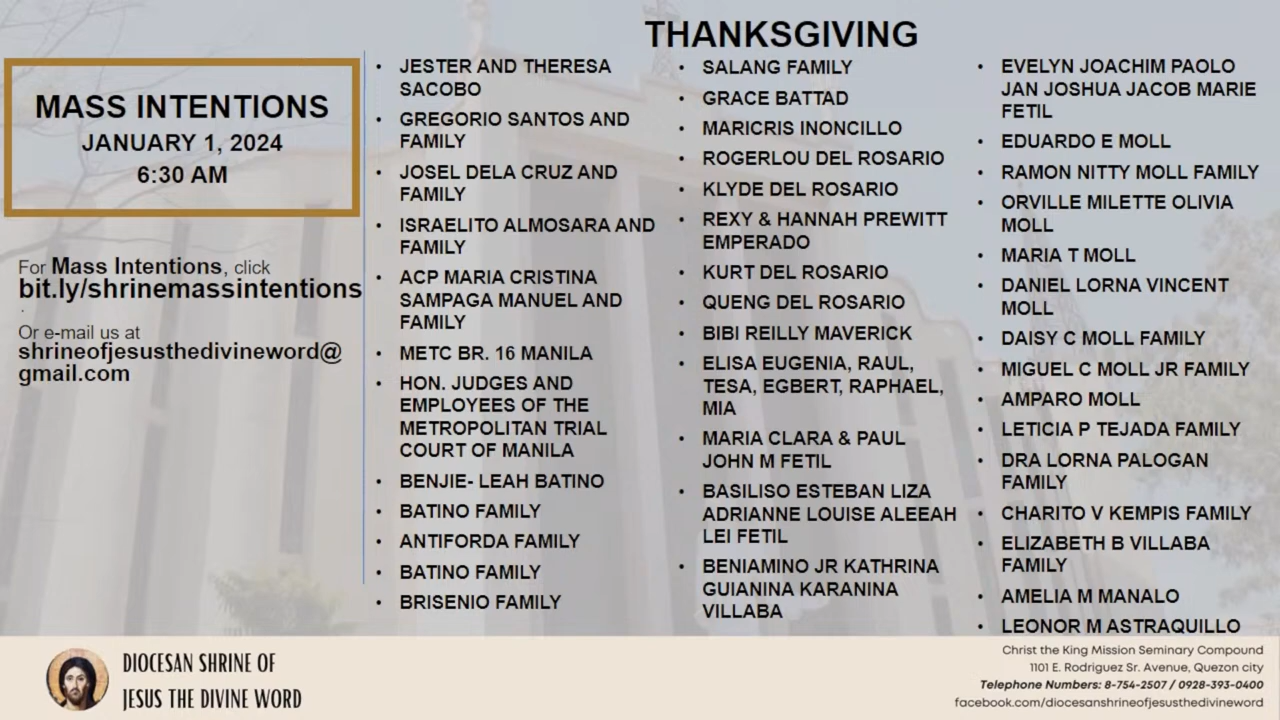 THANKSGIVING
MASS INTENTIONS
JANUARY 1, 2024
6:30 AM
For Mass Intentions, click
bit.ly/shrinemassintentions
.
Or e-mail us at
shrineofjesusthedivineword@
gmail.com
• JESTER AND THERESA
SACOBO
• GREGORIO SANTOS AND
FAMILY
• JOSEL DELA CRUZ AND
FAMILY
• ISRAELITO ALMOSARA AND
FAMILY
• ACP MARIA CRISTINA
SAMPAGA MANUEL AND
FAMILY
• METC BR. 16 MANILA
• HON. JUDGES AND
EMPLOYEES OF THE
METROPOLITAN TRIAL
COURT OF MANILA
• BENJIE- LEAH BATINO
• BATINO FAMILY
• ANTIFORDA FAMILY
• BATINO FAMILY
• BRISENIO FAMILY
• SALANG FAMILY
• GRACE BATTAD
• MARICRIS INONCILLO
• ROGERLOU DEL ROSARIO
• KLYDE DEL ROSARIO
• REXY & HANNAH PREWITT
EMPERADO
• KURT DEL ROSARIO
• QUENG DEL ROSARIO
• BIBI REILLY MAVERICK
• ELISA EUGENIA, RAUL,
TESA, EGBERT, RAPHAEL,
MIA
• MARIA CLARA & PAUL
JOHN M FETIL
• BASILISO ESTEBAN LIZA
ADRIANNE LOUISE ALEEAH
LEI FETIL
• BENIAMINO JR KATHRINA
GUIANINA KARANINA
VILLABA
• EVELYN JOACHIM PAOLO
JAN JOSHUA JACOB MARIE
FETIL
• EDUARDO E MOLL
• RAMON NITTY MOLL FAMILY
• ORVILLE MILETTE OLIVIA
MOLL
• MARIA T MOLL
• DANIEL LORNA VINCENT
MOLL
• DAISY C MOLL FAMILY
• MIGUEL C MOLL JR FAMILY
• AMPARO MOLL
• LETICIA P TEJADA FAMILY
• DRA LORNA PALOGAN
FAMILY
• CHARITO V KEMPIS FAMILY
• ELIZABETH B VILLABA
FAMILY
• AMELIA M MANALO
• LEONOR M ASTRAQUILLO
DIOCESAN SHRINE OF
JESUS THE DIVINE WORD
Christ the King Mission Seminary Compound
1101 E. Rodriguez Sr. Avenue, Quezon city
Telephone Numbers: 8-754-2507 / 0928-393-0400
facebook.com/diocesanshrineofjesusthedivineword